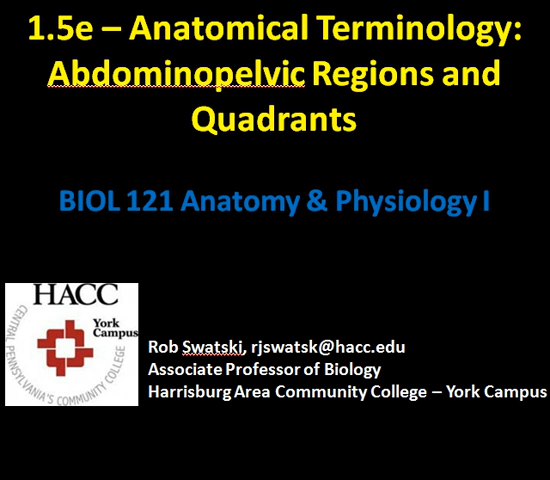 1.5e – Anatomical Terminology:
Abdominopelvic Regions and
Quadrants
BIOL 121 Anatomy & Physiology I
HACC
York
Campus
CENTRAL PENNSYLVANIA'S COMMUNITY COLLEGE
Rob Swatski, rjswatsk@hacc.edu
Associate Professor of Biology
Harrisburg Area Community College – York Campus